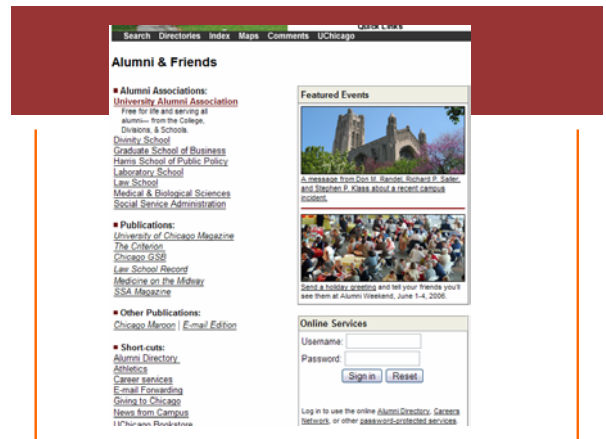 Quick Links
Search Directories Index Maps Comments UChicago
Alumni & Friends
Alumni Associations:
University Alumni Association
Free for life and serving all
alumni— from the College,
Divisions, & Schools.
Divinity School
Graduate School of Business
Harris School of Public Policy
Laboratory School
Law School
Medical & Biological Sciences
Social Service Administration
Publications:
University of Chicago Magazine
The Criterion
Chicago GSB
Law School Record
Medicine on the Midway
SSA Magazine
Other Publications:
Chicago Maroon | E-mail Edition
Short-cuts:
Alumni Directory
Athletics
Career services
E-mail Forwarding
Giving to Chicago
News from Campus
UChicago Bookstore
Featured Events
A message from Don M. Randel, Richard P. Saller,
and Stephen P. Klass about a recent campus
incident.
Send a holiday greeting and tell your friends you'll
see them at Alumni Weekend, June 1-4, 2006.
Online Services
Username:
Password:
Sign in Reset
Log in to use the online Alumni Directory, Careers
Network, or other password-protected services.